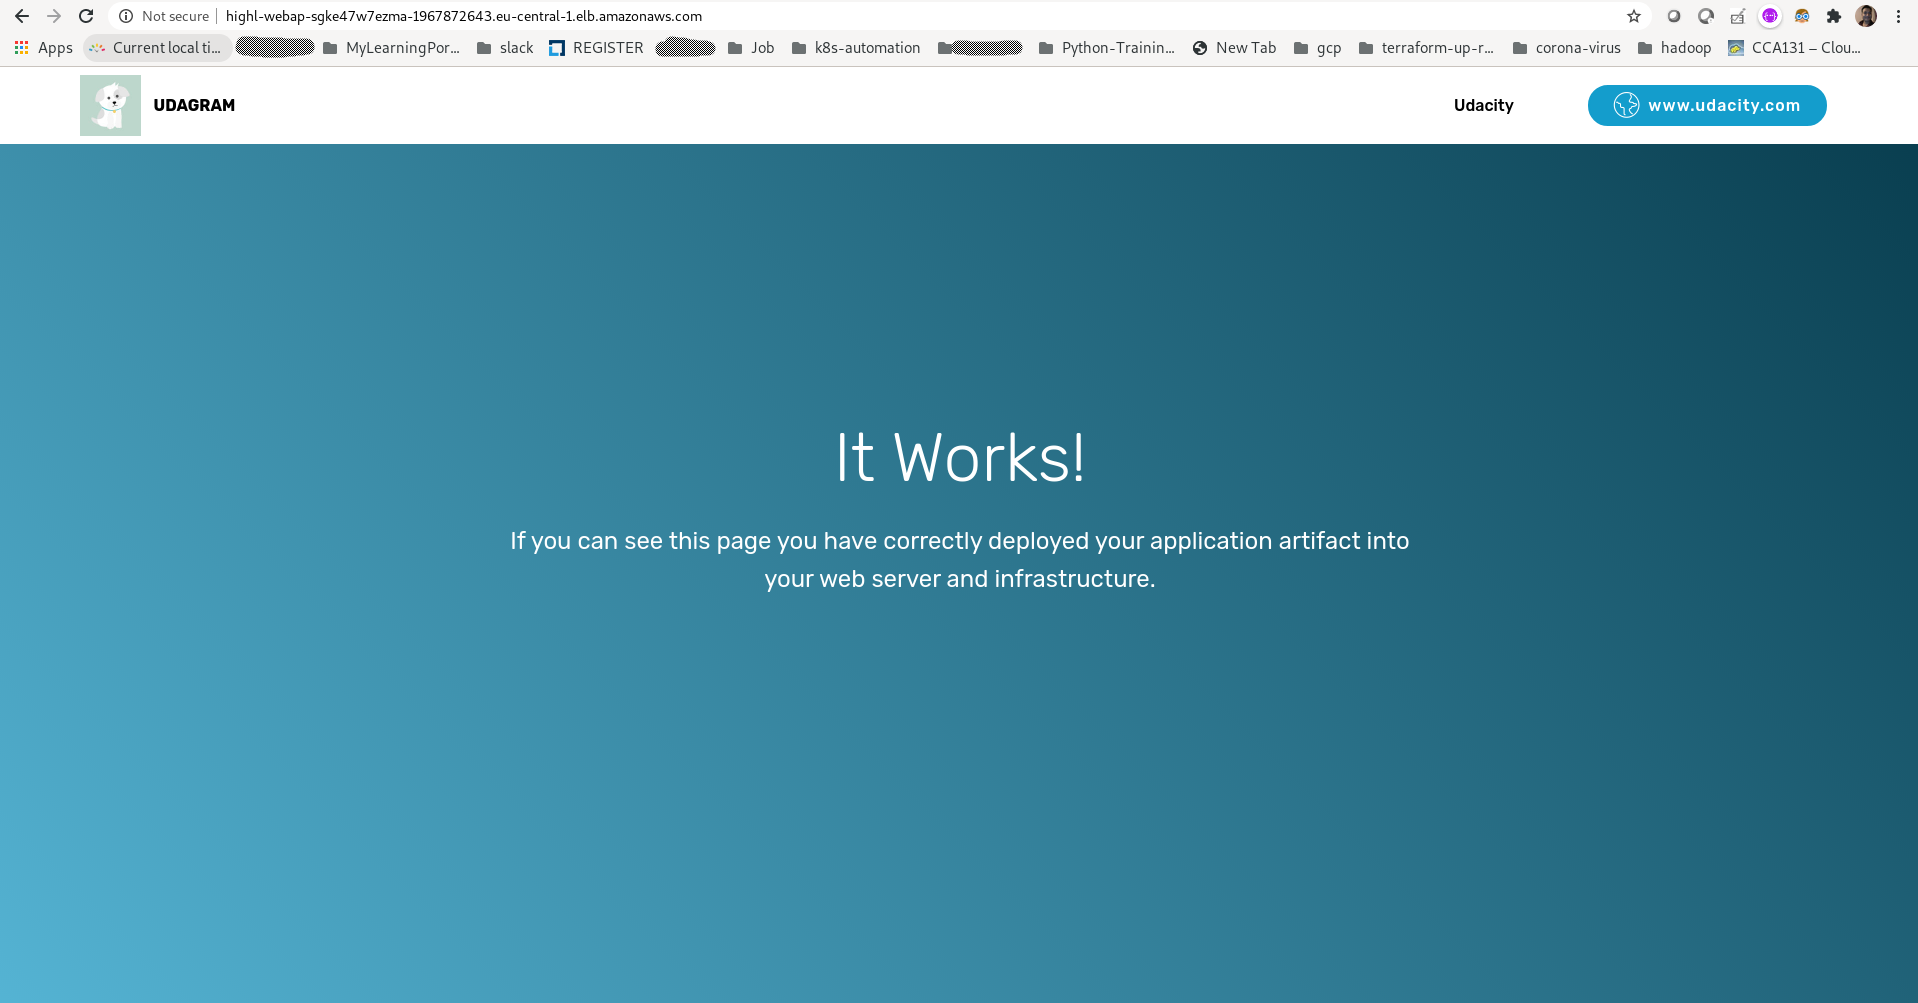 Not secure highl-webap-sgke47w7ezma-1967872643.eu-central-1.elb.amazonaws.com
Apps Current local ti... MyLearningPor... slack REGISTER Job k8s-automation Python-Trainin... New Tab gcp terraform-up-r... corona-virus hadoop CCA131 – Clou...
UDAGRAM Udacity www.udacity.com
It Works!
If you can see this page you have correctly deployed your application artifact into
your web server and infrastructure.